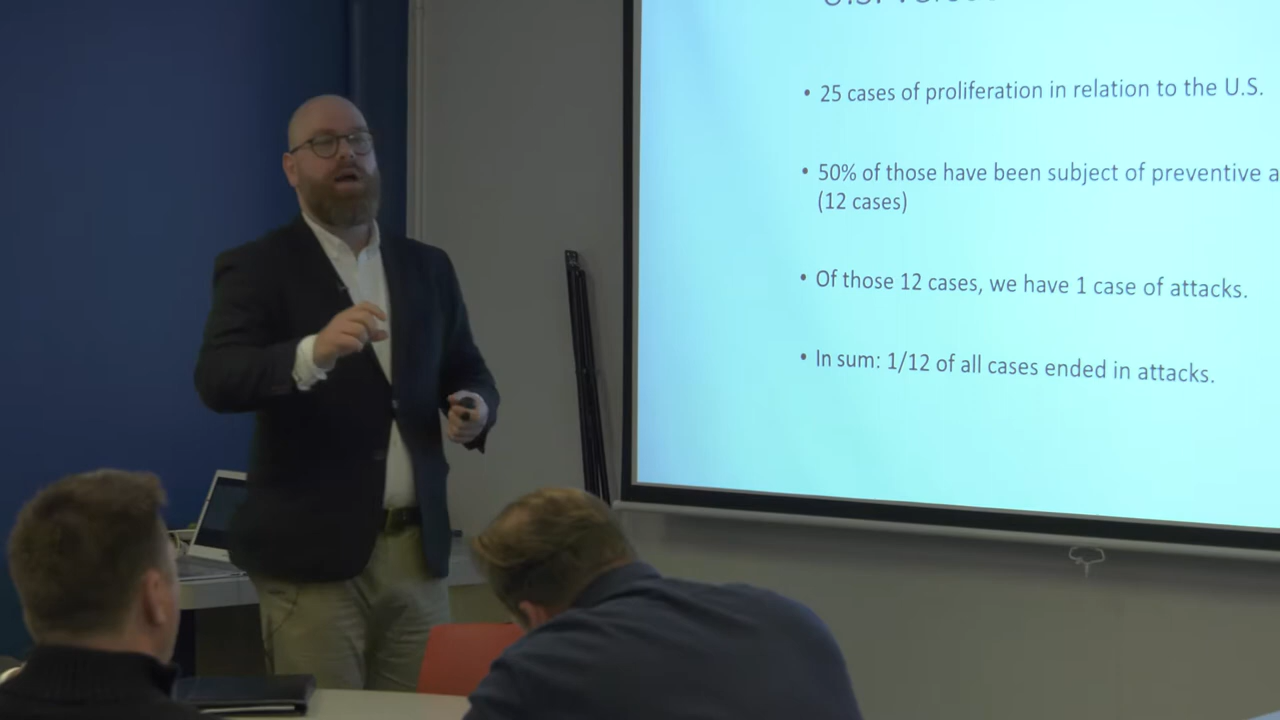 • 25 cases of proliferation in relation to the U.S.
• 50% of those have been subject of preventive
(12 cases)
• Of those 12 cases, we have 1 case of attacks.
• In sum: 1/12 of all cases ended in attacks.